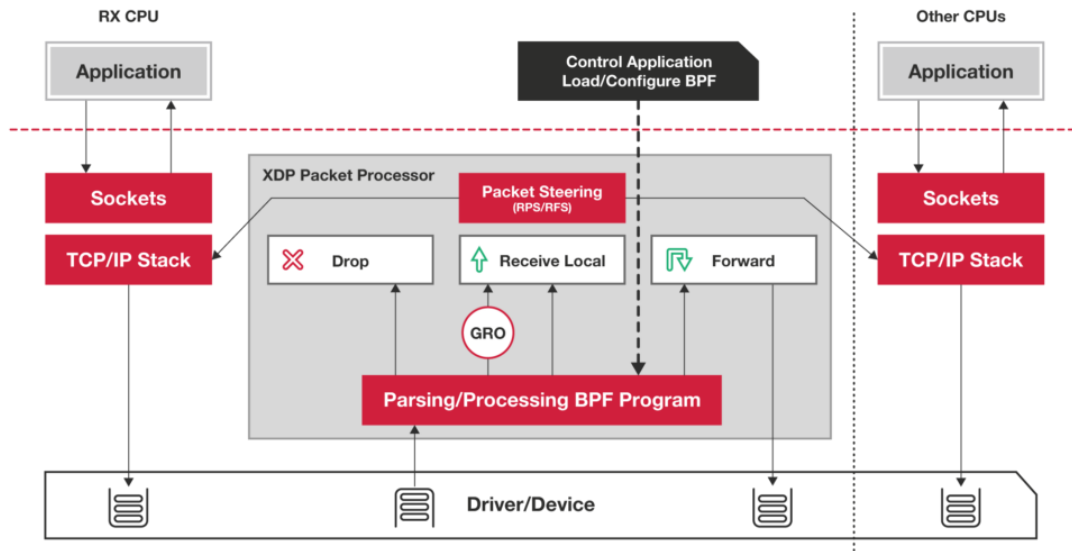 RX CPU
Other CPUs
Application
Control Application
Load/Configure BPF
Application
XDP Packet Processor
Packet Steering
(RPS/RFS)
Sockets
Sockets
TCP/IP Stack
Drop
Receive Local
Forward
TCP/IP Stack
GRO
Parsing/Processing BPF Program
Driver/Device